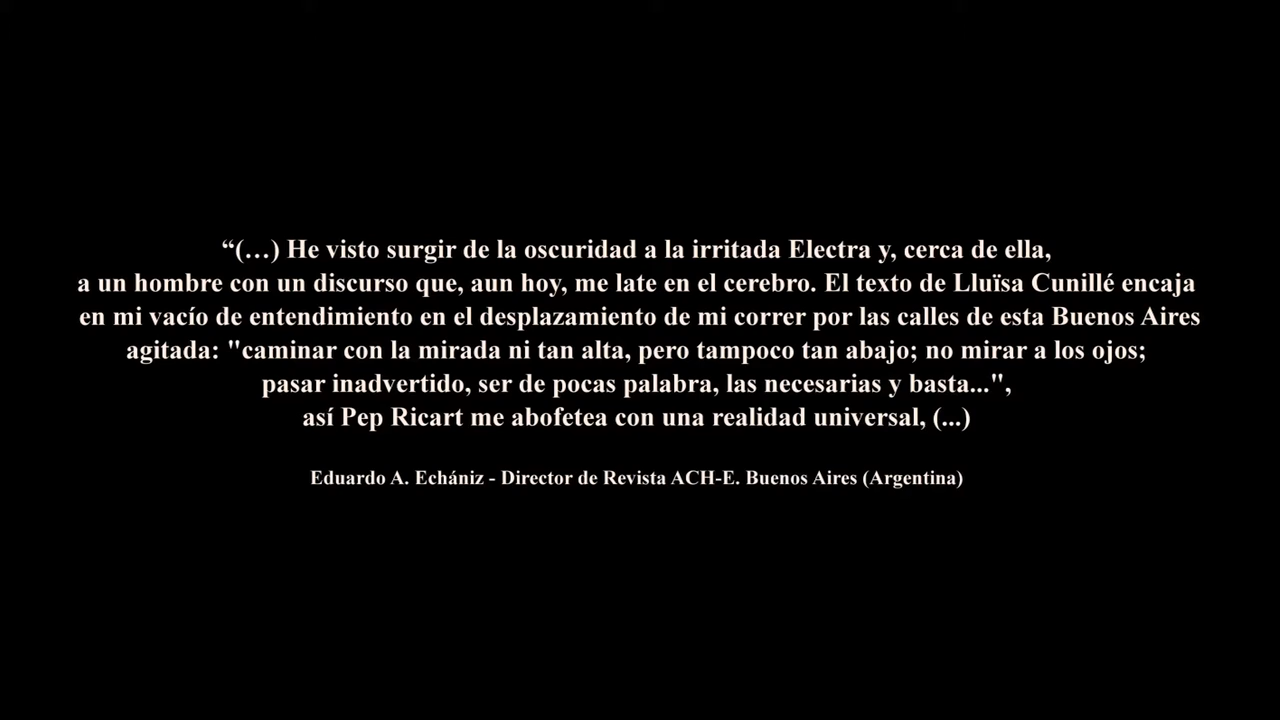 “(…) He visto surgir de la oscuridad a la irritada Electra y, cerca de ella,
a un hombre con un discurso que, aun hoy, me late en el cerebro. El texto de Lluïsa Cunillé encaja
en mi vacío de entendimiento en el desplazamiento de mi correr por las calles de esta Buenos Aires
agitada: "caminar con la mirada ni tan alta, pero tampoco tan abajo; no mirar a los ojos;
pasar inadvertido, ser de pocas palabra, las necesarias y basta...",
así Pep Ricart me abofetea con una realidad universal, (...)
Eduardo A. Echániz - Director de Revista ACH-E. Buenos Aires (Argentina)